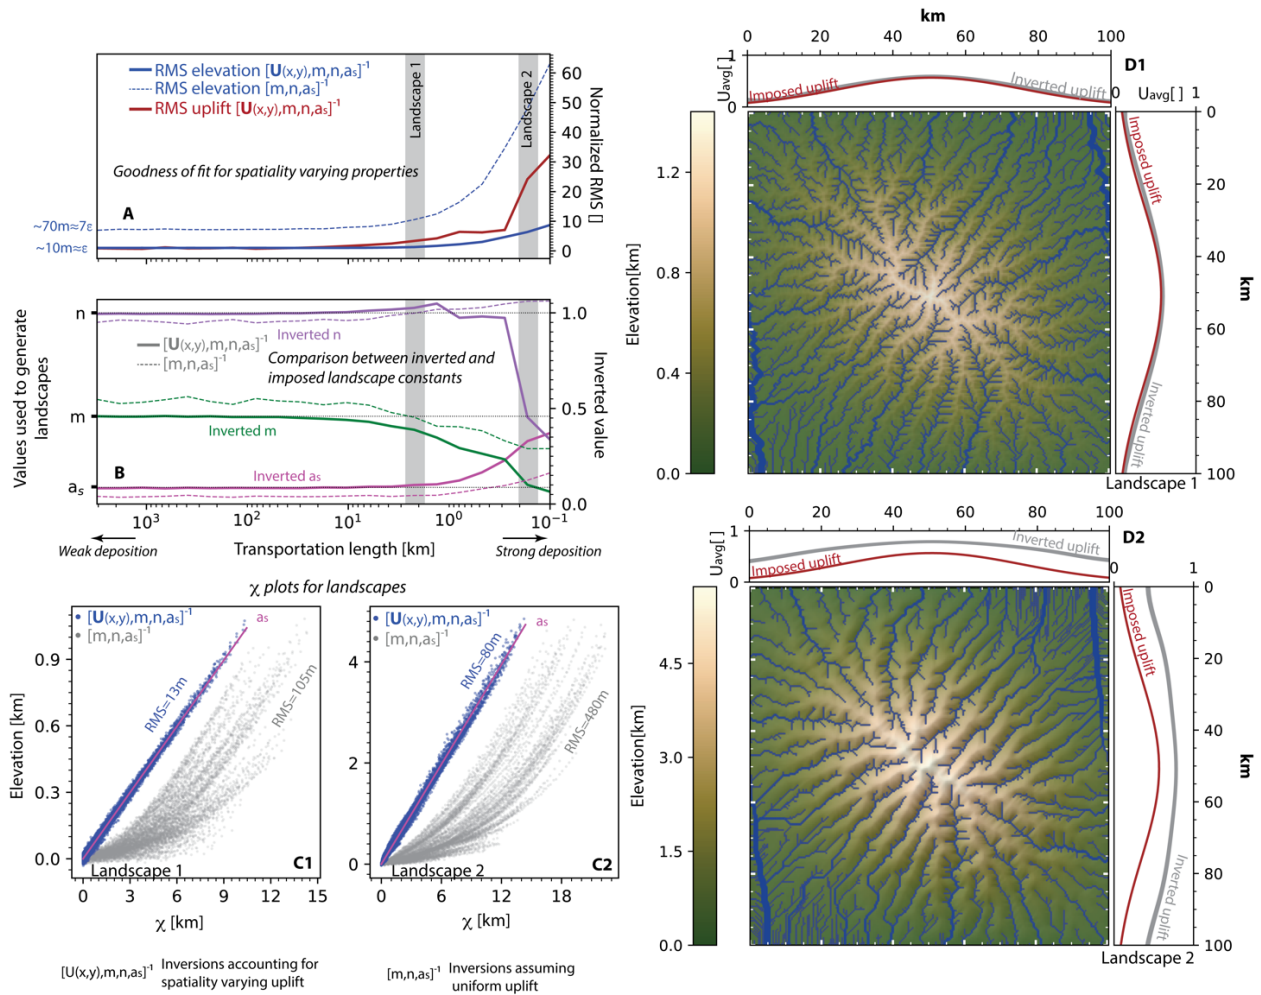 RMS elevation [U(x,y),m,n,as]-1
RMS elevation [m,n,as]-1
RMS uplift [U(x,y),m,n,as]-1
Landscape 1
Landscape 2
Goodness of fit for spatiality varying properties
A
~70m≈7ε
~10m≈ε
60
50
40
30
20
10
0
Normalized RMS []
Values used to generate
landscapes
n
m
as
Inverted n
[U(x,y),m,n,as]-1
[m,n,as]-1
Comparison between inverted and
imposed landscape constants
Inverted m
Inverted as
B
1.0
0.5
0.0
Inverted value
10³ 10² 10¹ 10⁰ 10-1
Weak deposition
Transportation length [km]
Strong deposition
χ plots for landscapes
[U(x,y),m,n,as]-1
[m,n,as]-1
as
RMS=13m
RMS=105m
0.9
0.6
0.3
0.0
Elevation [km]
Landscape 1
C1
0 3 6 9 12 15
χ [km]
[U(x,y),m,n,as]-1
[m,n,as]-1
as
RMS=80m
RMS=480m
4
2
0
Landscape 2
C2
0 6 12 18
χ [km]
[U(x,y),m,n,as]-1 Inversions accounting for
spatiality varying uplift
[m,n,as]-1 Inversions assuming
uniform uplift
km
0 20 40 60 80 100
1
0
Uavg[ ]
Imposed uplift
Inverted uplift
D1
0 Uavg[ ] 1
Imposed uplift
Inverted uplift
0
20
40
60
80
100
km
1.2
0.8
0.4
0.0
Elevation[km]
Landscape 1
0 20 40 60 80 100
1
0
Uavg[ ]
Imposed uplift
Inverted uplift
D2
0 1
Imposed uplift
Inverted uplift
0
20
40
60
80
100
km
4.5
3.0
1.5
0.0
Elevation[km]
Landscape 2